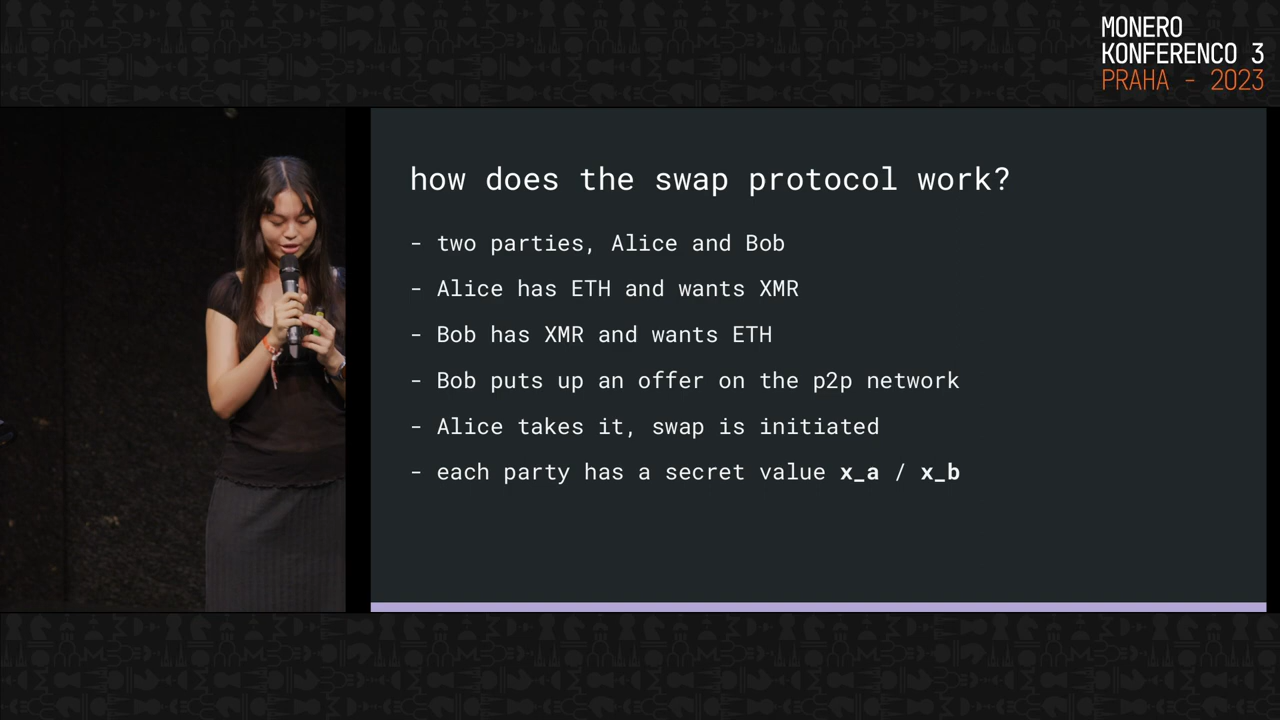 MONERO
KONFERENCO 3
PRAHA - 2023
how does the swap protocol work?
- two parties, Alice and Bob
- Alice has ETH and wants XMR
- Bob has XMR and wants ETH
- Bob puts up an offer on the p2p network
- Alice takes it, swap is initiated
- each party has a secret value x_a / x_b